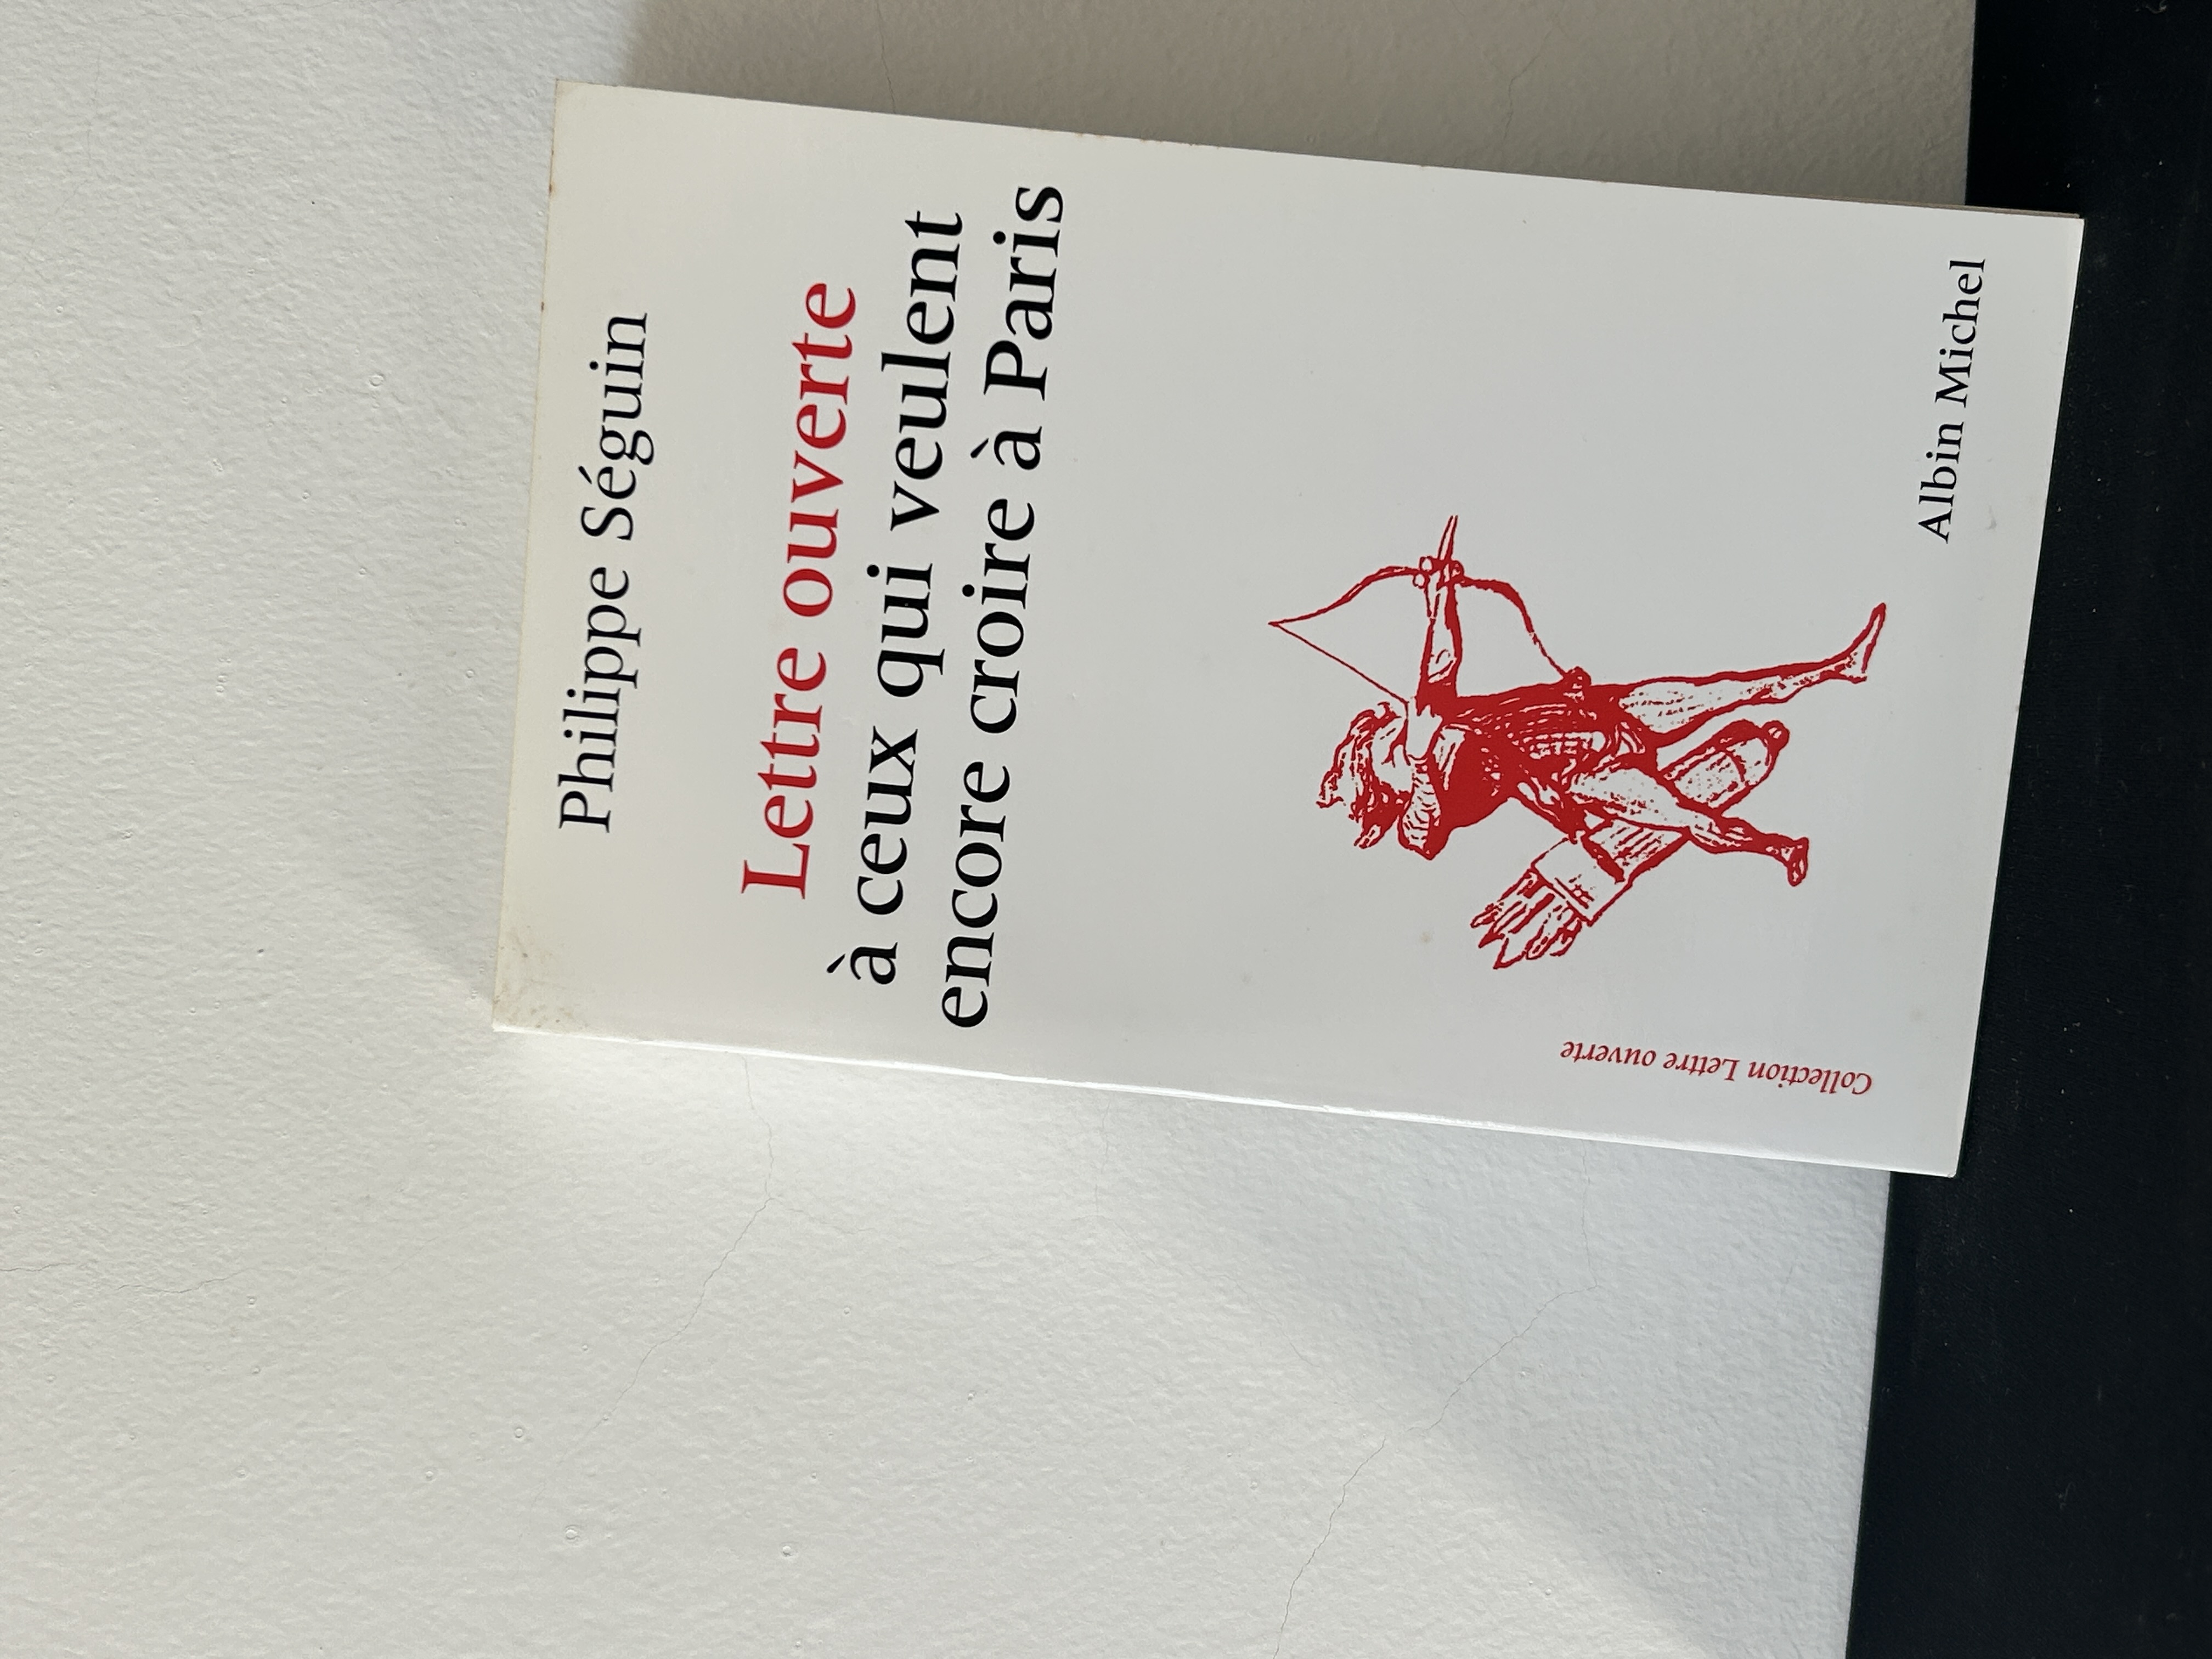 Philippe Séguin
Lettre ouverte
à ceux qui veulent
encore croire à Paris
Collection Lettre ouverte
Albin Michel